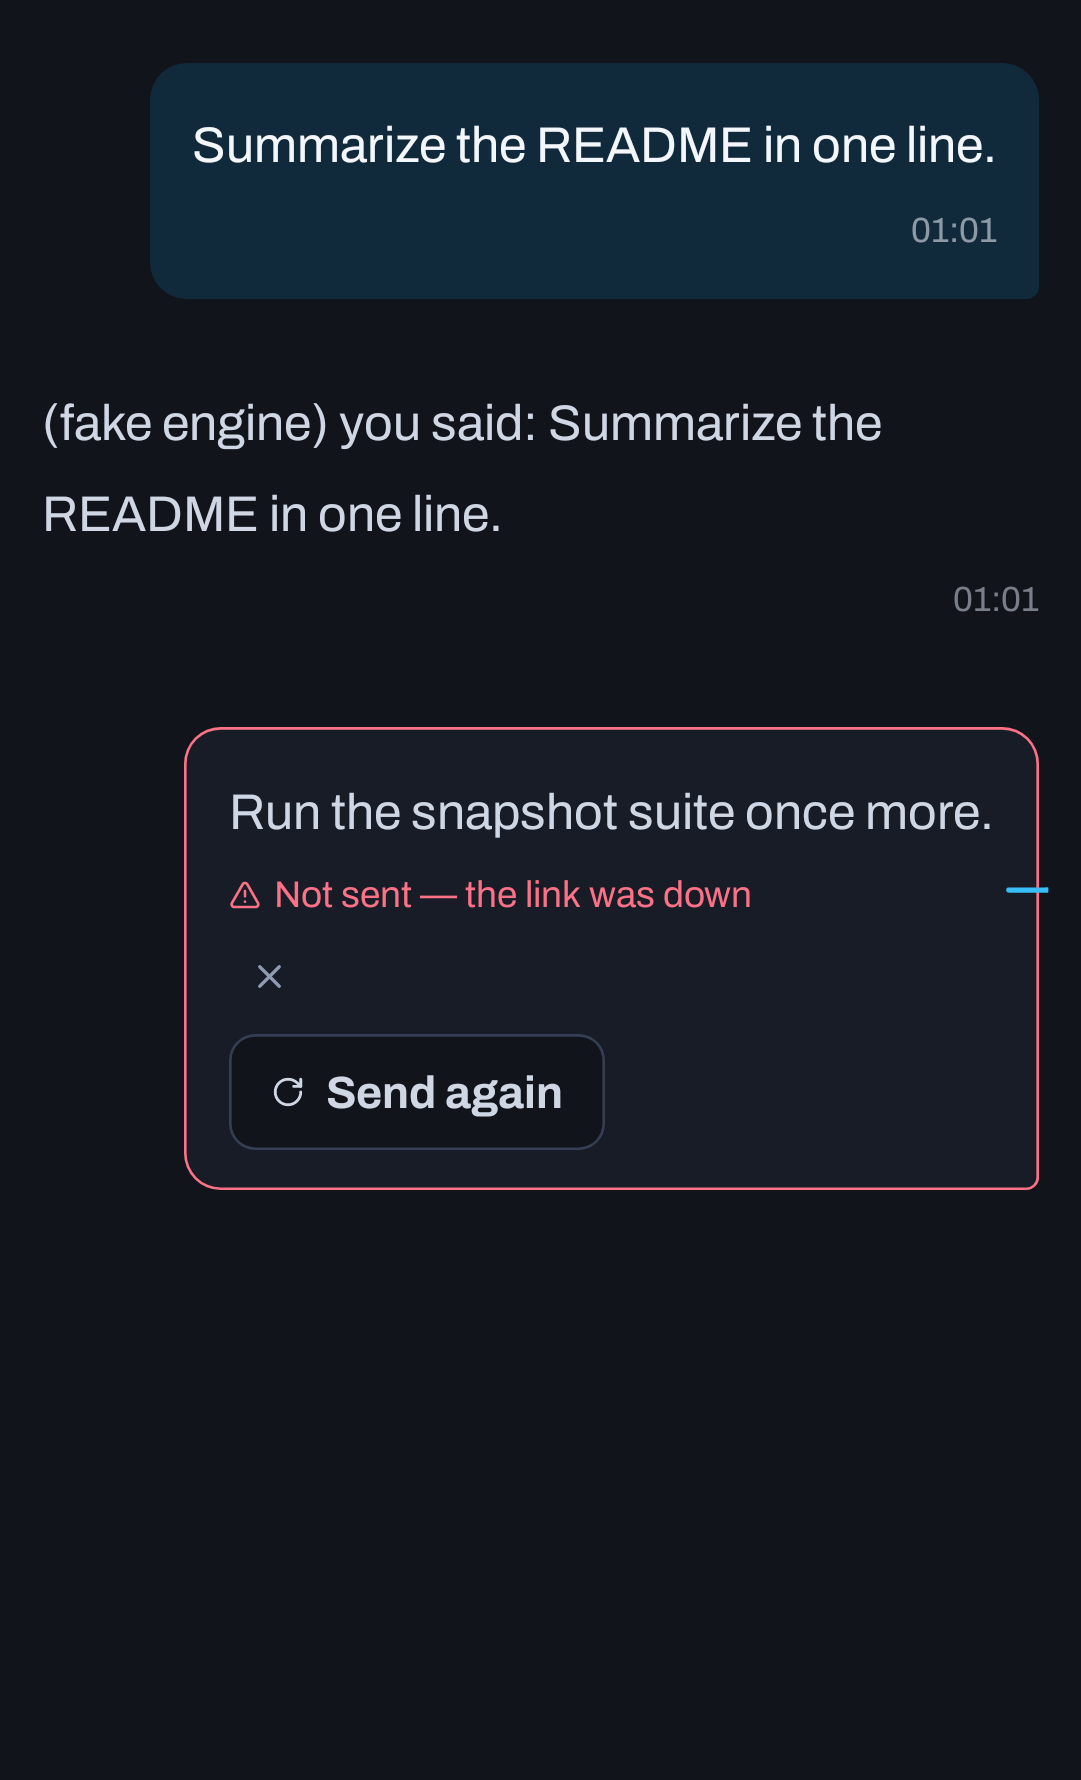 Summarize the README in one line.
01:01
(fake engine) you said: Summarize the
README in one line.
01:01
Run the snapshot suite once more.
Not sent — the link was down
Send again